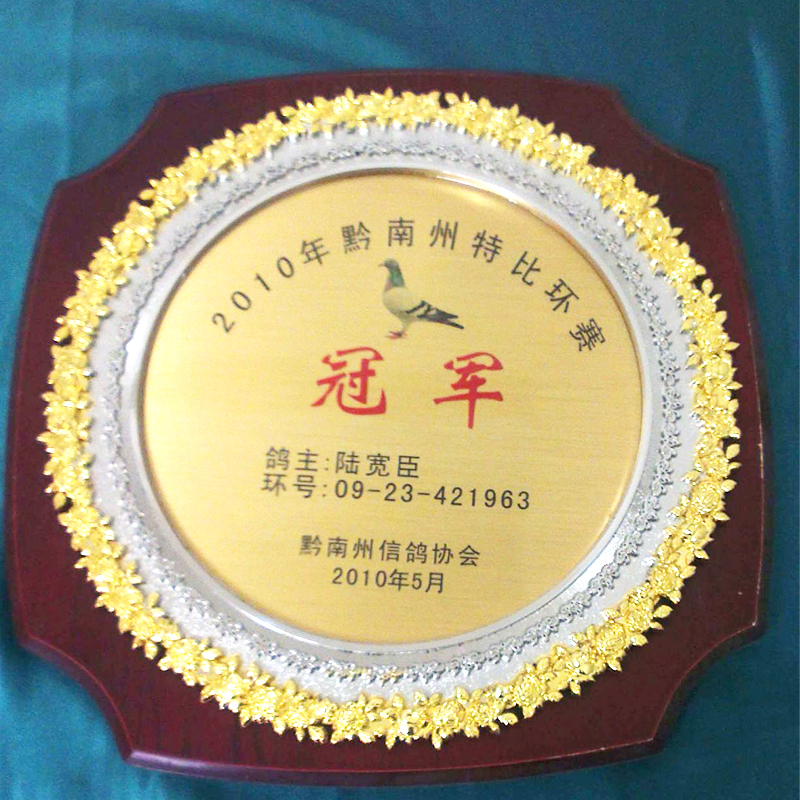 2010年黔南州特比环赛
冠军
鸽主:陆宽臣
环号:09-23-421963
黔南州信鸽协会
2010年5月